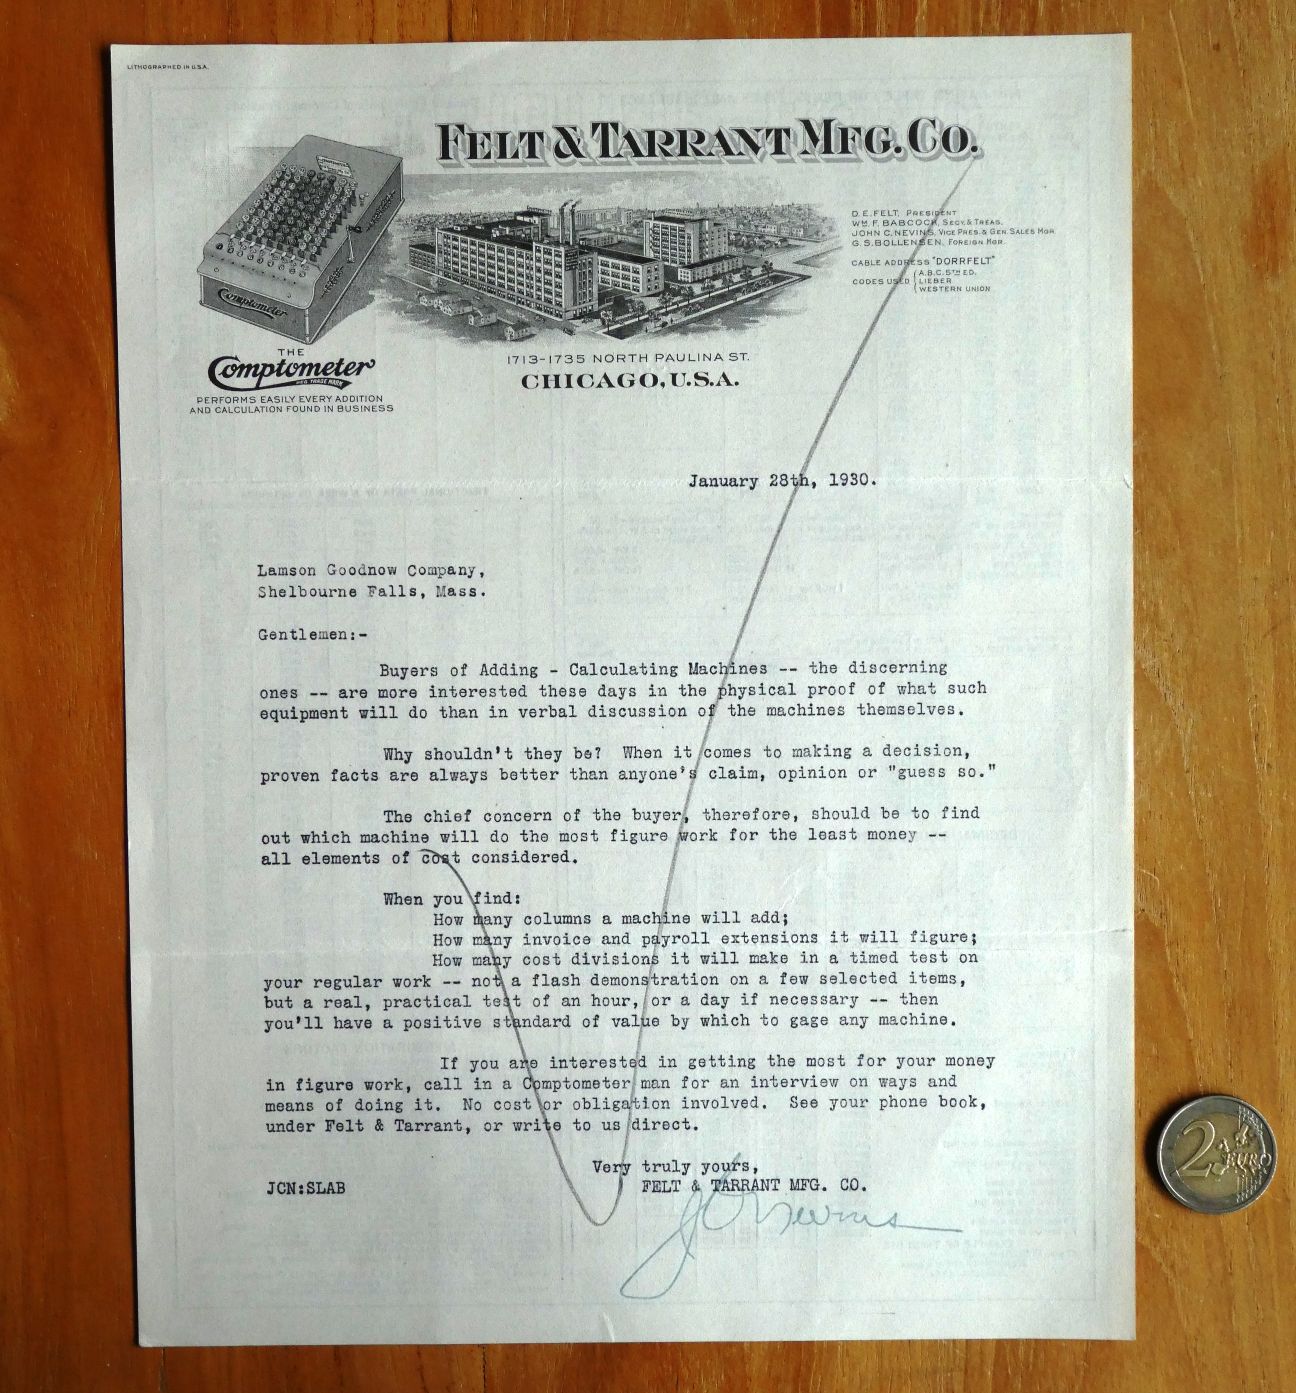 LITHOGRAPHED IN U.S.A.
FELT & TARRANT MFG. CO.
D. E. FELT, PRESIDENT
WM. F. BABCOCK, SECY. & TREAS.
JOHN C. NEVINS, VICE PRES. & GEN SALES MGR
G. S. BOLLENSEN, FOREIGN MGR.
CABLE ADDRESS "DORRFELT"
CODES USED
A.B.C. 5TH ED.
LIEBER
WESTERN UNION
Comptometer
THE
Comptometer
REG TRADE MARK
PERFORMS EASILY EVERY ADDITION
AND CALCULATION FOUND IN BUSINESS
1713-1735 NORTH PAULINA ST.
CHICAGO, U.S.A.
January 28th, 1930.
Lamson Goodnow Company,
Shelbourne Falls, Mass.
Gentlemen:-
Buyers of Adding - Calculating Machines -- the discerning
ones -- are more interested these days in the physical proof of what such
equipment will do than in verbal discussion of the machines themselves.
Why shouldn't they be? When it comes to making a decision,
proven facts are always better than anyone's claim, opinion or "guess so."
The chief concern of the buyer, therefore, should be to find
out which machine will do the most figure work for the least money --
all elements of cost considered.
When you find:
How many columns a machine will add;
How many invoice and payroll extensions it will figure;
How many cost divisions it will make in a timed test on
your regular work -- not a flash demonstration on a few selected items,
but a real, practical test of an hour, or a day if necessary -- then
you'll have a positive standard of value by which to gage any machine.
If you are interested in getting the most for your money
in figure work, call in a Comptometer man for an interview on ways and
means of doing it. No cost or obligation involved. See your phone book,
under Felt & Tarrant, or write to us direct.
Very truly yours,
JCN:SLAB
FELT & TARRANT MFG. CO.
J C Nevins
2 EURO